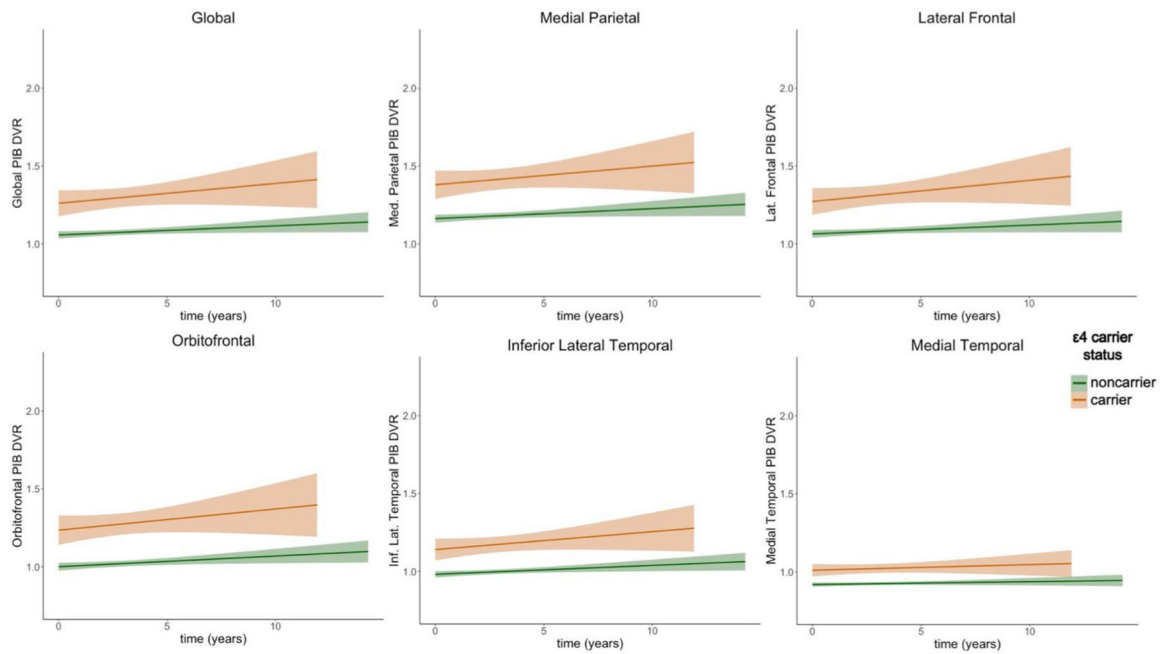 Global
Medial Parietal
Lateral Frontal
Global PIB DVR
2.0
1.5
1.0
0
5
10
time (years)
Med. Parietal PIB DVR
2.0
1.5
1.0
0
5
10
time (years)
Lat. Frontal PIB DVR
2.0
1.5
1.0
0
5
10
time (years)
Orbitofrontal
Inferior Lateral Temporal
Medial Temporal
Orbitofrontal PIB DVR
2.0
1.5
1.0
0
5
10
time (years)
Inf. Lat. Temporal PIB DVR
2.0
1.5
1.0
0
5
10
time (years)
Medial Temporal PIB DVR
2.0
1.5
1.0
0
5
10
time (years)
ε4 carrier
status
noncarrier
carrier